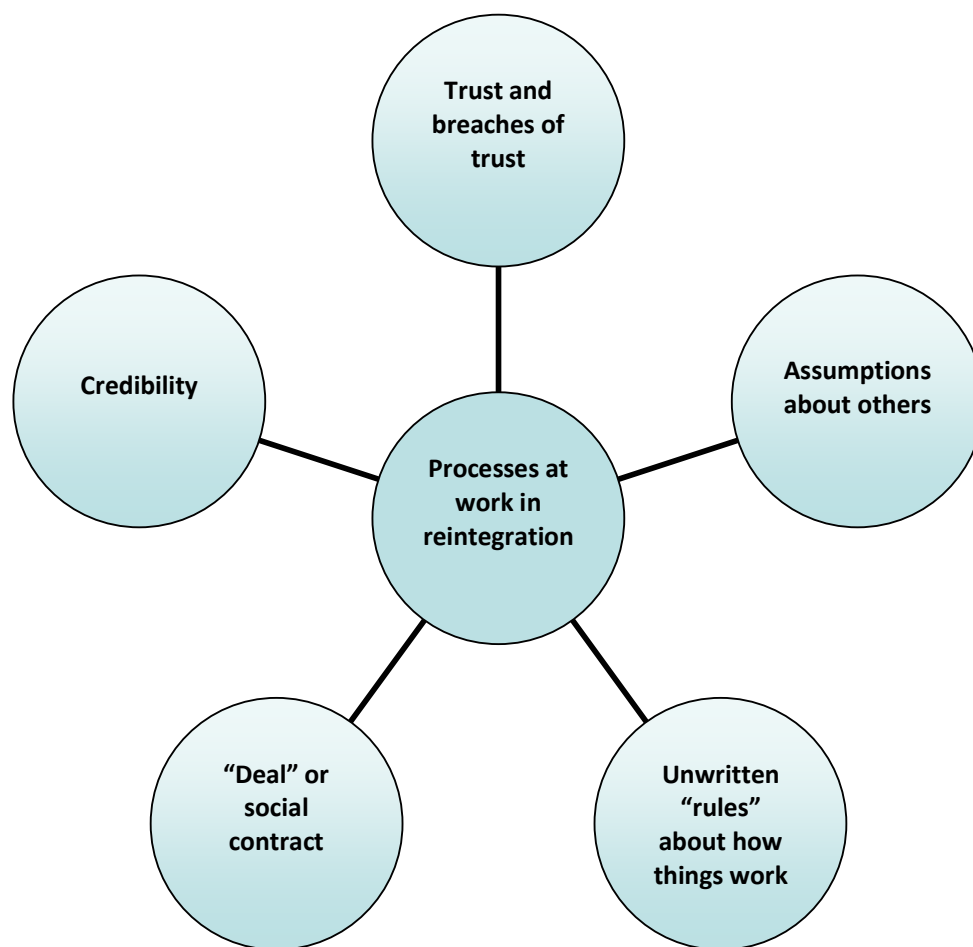 Trust and
breaches of
trust
Credibility
Assumptions
about others
Processes at
work in
reintegration
“Deal” or
social
contract
Unwritten
“rules”
about how
things work